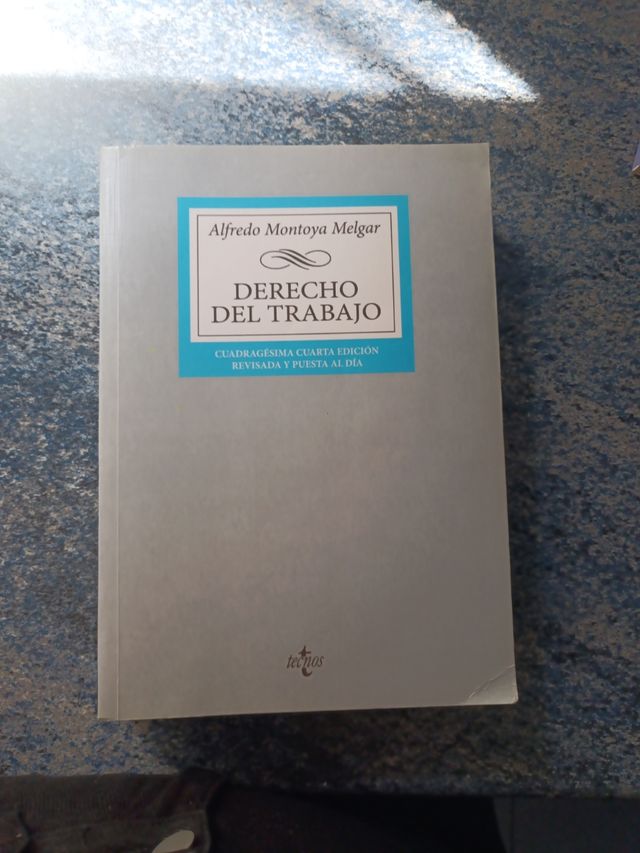 Alfredo Montoya Melgar
DERECHO
DEL TRABAJO
CUADRAGÉSIMA CUARTA EDICIÓN
REVISADA Y PUESTA AL DÍA
tecnos